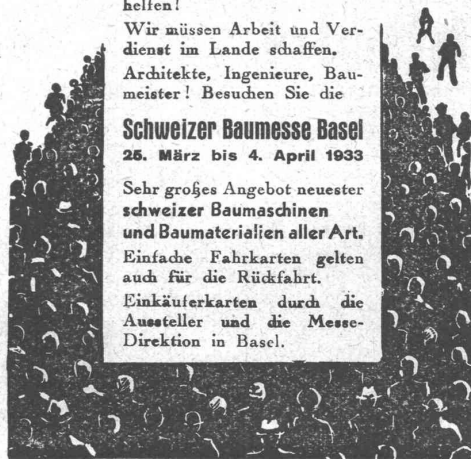 helfen!
Wir müssen Arbeit und Ver-
dienst im Lande schaffen.
Architekte, Ingenieure, Bau-
meister! Besuchen Sie die
Schweizer Baumesse Basel
25. März bis 4. April 1933
Sehr großes Angebot neuester
schweizer Baumaschinen
und Baumaterialien aller Art.
Einfache Fahrkarten gelten
auch für die Rückfahrt.
Einkäuferkarten durch die
Aussteller und die Messe-
Direktion in Basel.